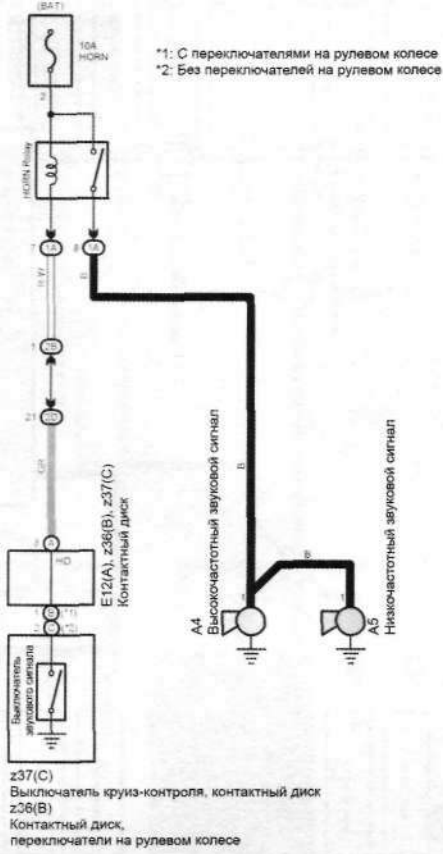 (BAT)
10A
HORN
*1: С переключателями на рулевом колесе
*2: Без переключателей на рулевом колесе
2
HORN Relay
7 1A
8 1A
B
1 2B
21 2D
GR
A
HO
E12(A), z36(B), z37(C)
Контактный диск
1 B (*1)
2 C (*2)
Выключатель
звукового сигнала
B
B
1
1
A4
Высокочастотный звуковой сигнал
A5
Низкочастотный звуковой сигнал
z37(C)
Выключатель круиз-контроля, контактный диск
z36(B)
Контактный диск,
переключатели на рулевом колесе